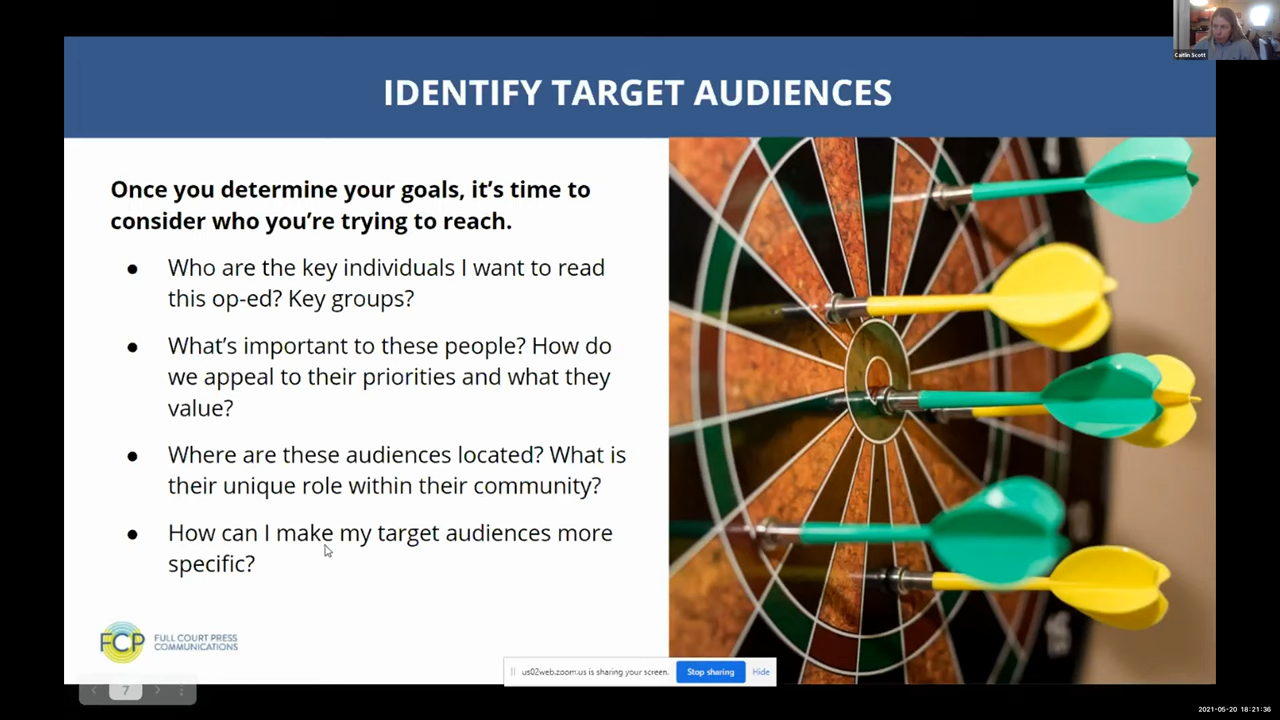 Caitlin Scott
IDENTIFY TARGET AUDIENCES
Once you determine your goals, it's time to
consider who you're trying to reach.
● Who are the key individuals I want to read
this op-ed? Key groups?
● What's important to these people? How do
we appeal to their priorities and what they
value?
● Where are these audiences located? What is
their unique role within their community?
● How can I make my target audiences more
specific?
FCP FULL COURT PRESS
COMMUNICATIONS
us02web.zoom.us is sharing your screen. Stop sharing Hide
7
2021-05-20 18:21:36